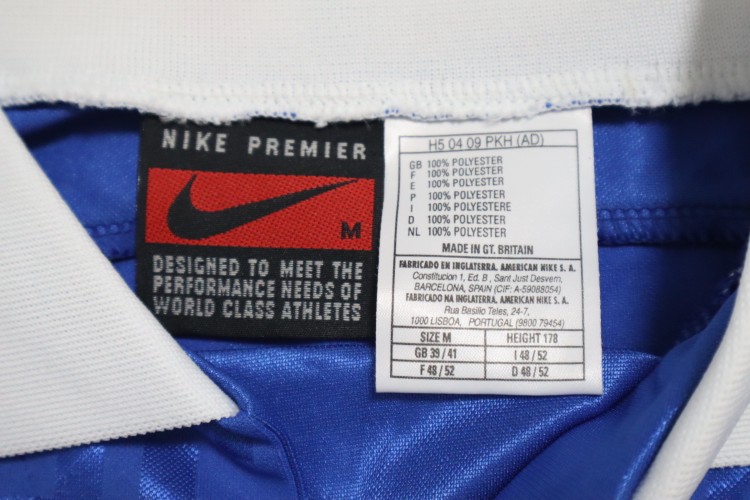 NIKE PREMIER
M
DESIGNED TO MEET THE
PERFORMANCE NEEDS OF
WORLD CLASS ATHLETES
H5 04 09 PKH (AD)
GB 100% POLYESTER
F 100% POLYESTER
E 100% POLYESTER
P 100% POLYESTER
I 100% POLYESTERE
D 100% POLYESTER
NL 100% POLYESTER
MADE IN GT. BRITAIN
FABRICADO EN INGLATERRA. AMERICAN NIKE S. A.
Constitucion 1, Ed. B , Sant Just Desvern,
BARCELONA, SPAIN (CIF: A-59088054)
FABRICADO NA INGLATERRA. AMERICAN NIKE S. A.
Rua Basilio Teles, 24-7,
1000 LISBOA, PORTUGAL (9800 79454)
SIZE M HEIGHT 178
GB 39 / 41 I 48 / 52
F 48 / 52 D 48 / 52